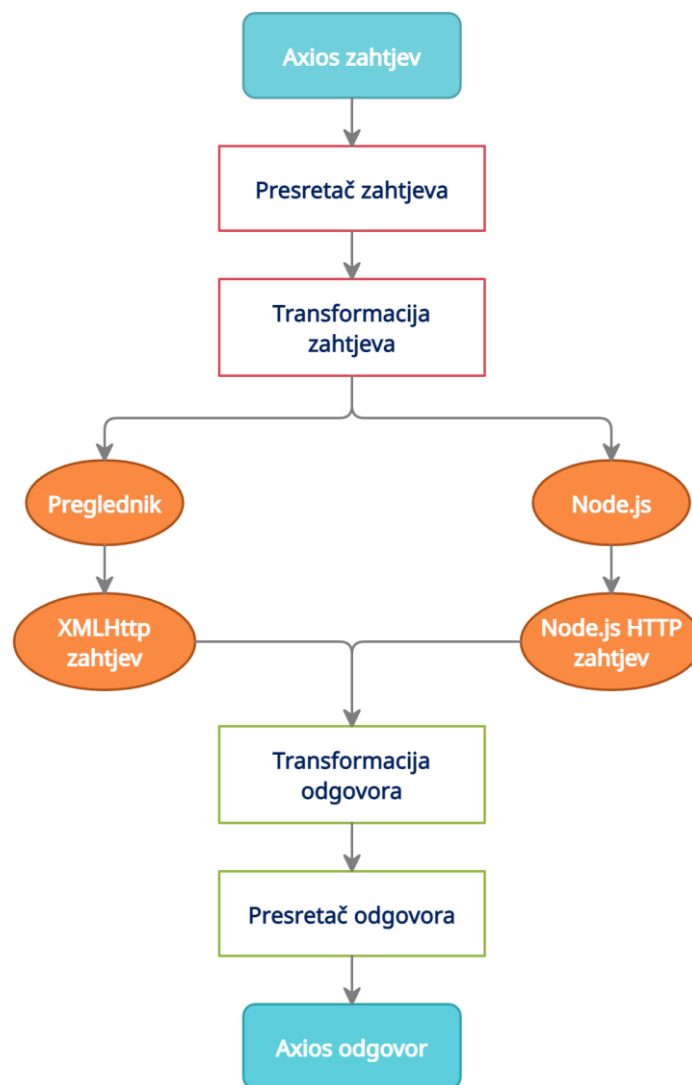 Axios zahtjev
Presretač zahtjeva
Transformacija
zahtjeva
Preglednik
Node.js
XMLHttp
zahtjev
Node.js HTTP
zahtjev
Transformacija
odgovora
Presretač odgovora
Axios odgovor